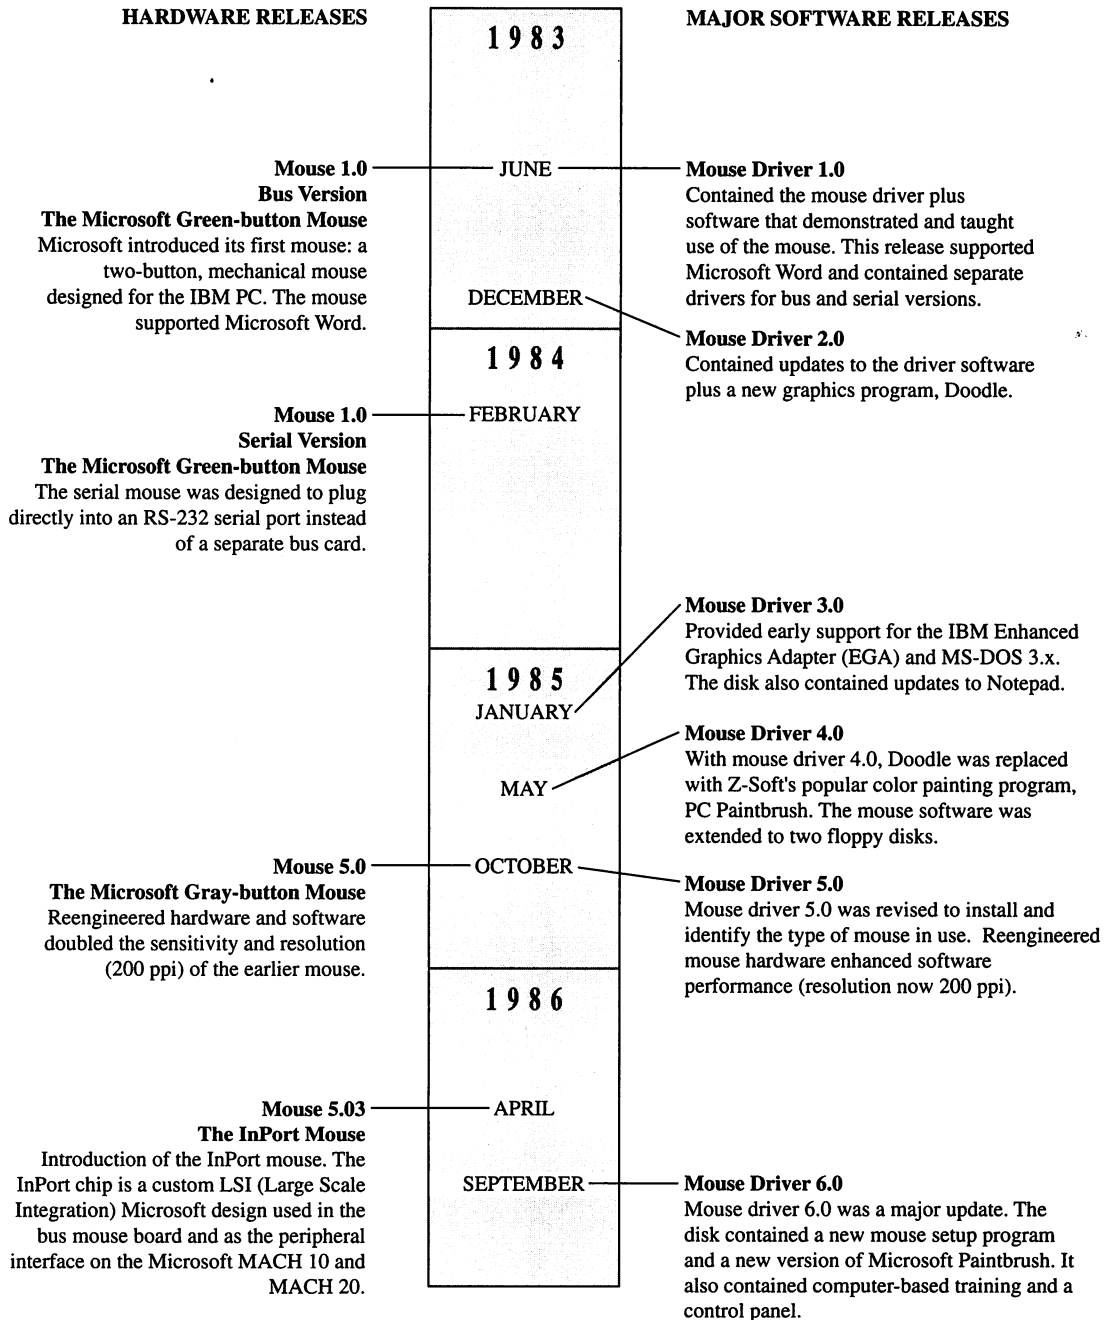 HARDWARE RELEASES
1983
MAJOR SOFTWARE RELEASES
Mouse 1.0
Bus Version
The Microsoft Green-button Mouse
Microsoft introduced its first mouse: a
two-button, mechanical mouse
designed for the IBM PC. The mouse
supported Microsoft Word.
JUNE
Mouse Driver 1.0
Contained the mouse driver plus
software that demonstrated and taught
use of the mouse. This release supported
Microsoft Word and contained separate
drivers for bus and serial versions.
DECEMBER
Mouse Driver 2.0
Contained updates to the driver software
plus a new graphics program, Doodle.
1984
Mouse 1.0
Serial Version
The Microsoft Green-button Mouse
The serial mouse was designed to plug
directly into an RS-232 serial port instead
of a separate bus card.
FEBRUARY
1985
JANUARY
Mouse Driver 3.0
Provided early support for the IBM Enhanced
Graphics Adapter (EGA) and MS-DOS 3.x.
The disk also contained updates to Notepad.
MAY
Mouse Driver 4.0
With mouse driver 4.0, Doodle was replaced
with Z-Soft's popular color painting program,
PC Paintbrush. The mouse software was
extended to two floppy disks.
Mouse 5.0
The Microsoft Gray-button Mouse
Reengineered hardware and software
doubled the sensitivity and resolution
(200 ppi) of the earlier mouse.
OCTOBER
Mouse Driver 5.0
Mouse driver 5.0 was revised to install and
identify the type of mouse in use. Reengineered
mouse hardware enhanced software
performance (resolution now 200 ppi).
1986
Mouse 5.03
The InPort Mouse
Introduction of the InPort mouse. The
InPort chip is a custom LSI (Large Scale
Integration) Microsoft design used in the
bus mouse board and as the peripheral
interface on the Microsoft MACH 10 and
MACH 20.
APRIL
SEPTEMBER
Mouse Driver 6.0
Mouse driver 6.0 was a major update. The
disk contained a new mouse setup program
and a new version of Microsoft Paintbrush. It
also contained computer-based training and a
control panel.